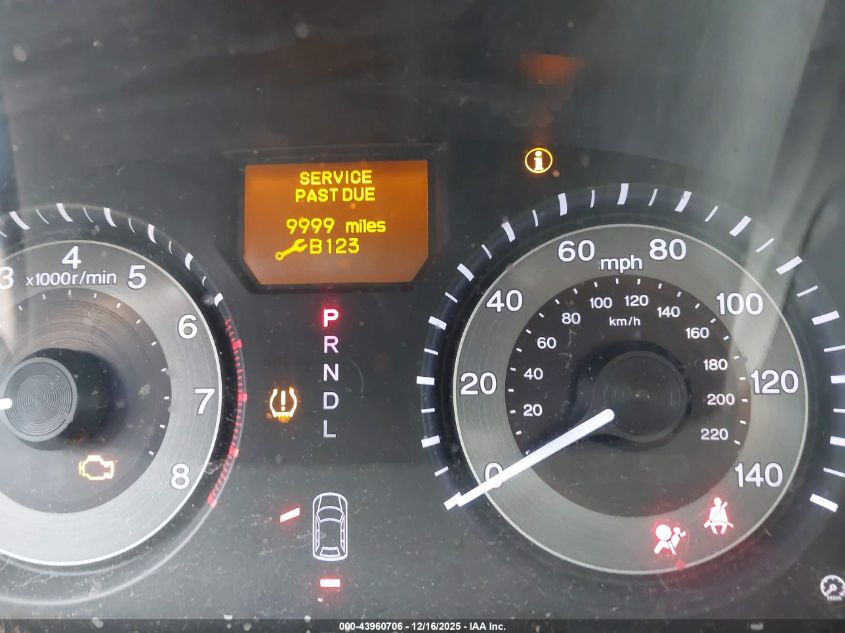 SERVICE
PAST DUE
9999 miles
B123
3
4
5
6
7
8
x1000r/min
P
R
N
D
L
0
20
40
60
80
100
120
140
mph
20
40
60
80
100
120
140
160
180
200
220
km/h
000-43960706 - 12/16/2025 - IAA Inc.